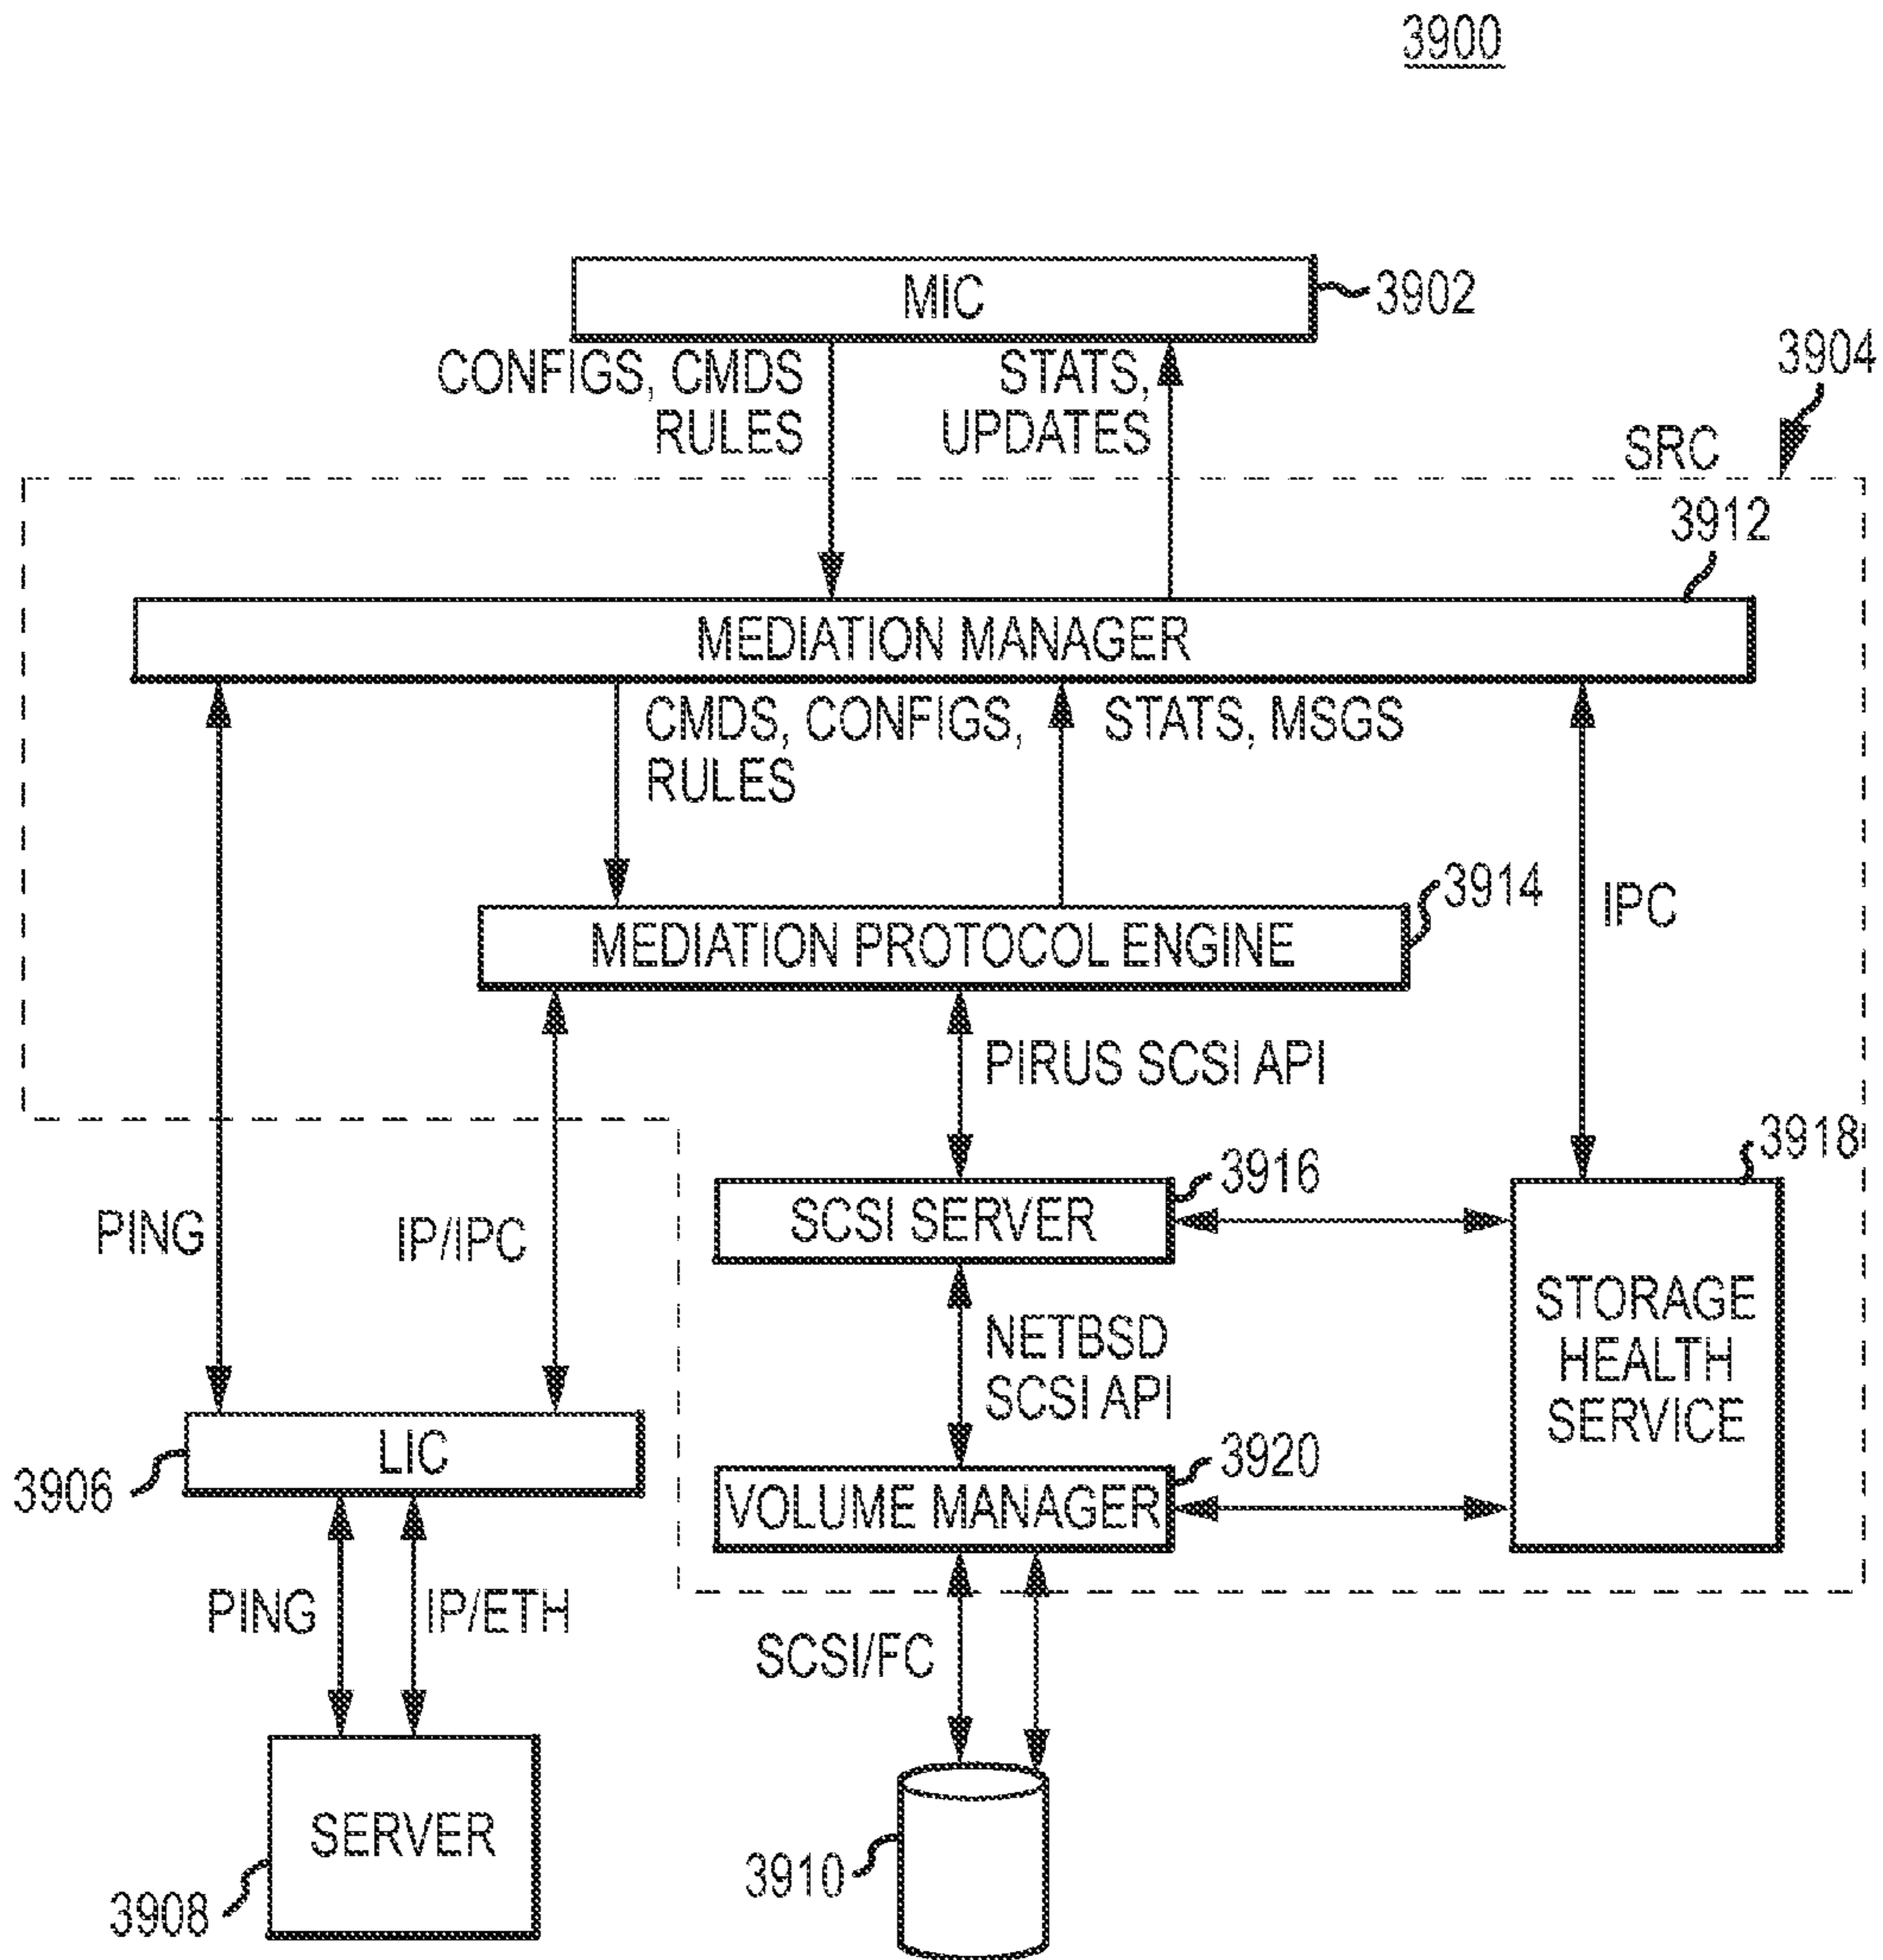 3900
MIC
3902
CONFIGS, CMDS
RULES
STATS,
UPDATES
3904
SRC
3912
MEDIATION MANAGER
CMDS, CONFIGS,
RULES
STATS, MSGS
3914
IPC
MEDIATION PROTOCOL ENGINE
PIRUS SCSI API
3916
3918
PING
IP/IPC
SCSI SERVER
STORAGE
HEALTH
SERVICE
NETBSD
SCSI API
LIC
3906
3920
VOLUME MANAGER
PING
IP/ETH
SCSI/FC
SERVER
3908
3910